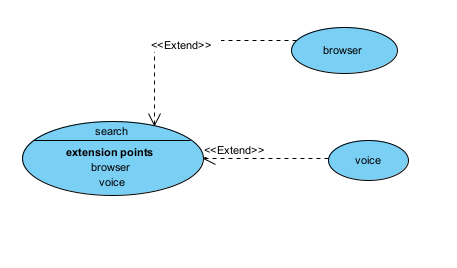 <<Extend>>
browser
search
extension points
browser
voice
<<Extend>>
voice